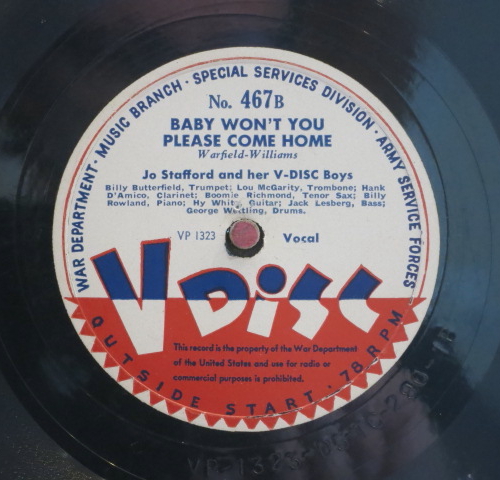 WAR DEPARTMENT · MUSIC BRANCH · SPECIAL SERVICES DIVISION · ARMY SERVICE FORCES
No. 467B
BABY WON'T YOU
PLEASE COME HOME
Warfield-Williams
Jo Stafford and her V-DISC Boys
Billy Butterfield, Trumpet; Lou McGarity, Trombone; Hank
D'Amico, Clarinet; Boomie Richmond, Tenor Sax; Billy
Rowland, Piano; Hy White, Guitar; Jack Lesberg, Bass;
George Wettling, Drums.
VP 1323 Vocal
V DISC
This record is the property of the War Department
of the United States and use for radio or
commercial purposes is prohibited.
OUTSIDE START · 78 RPM